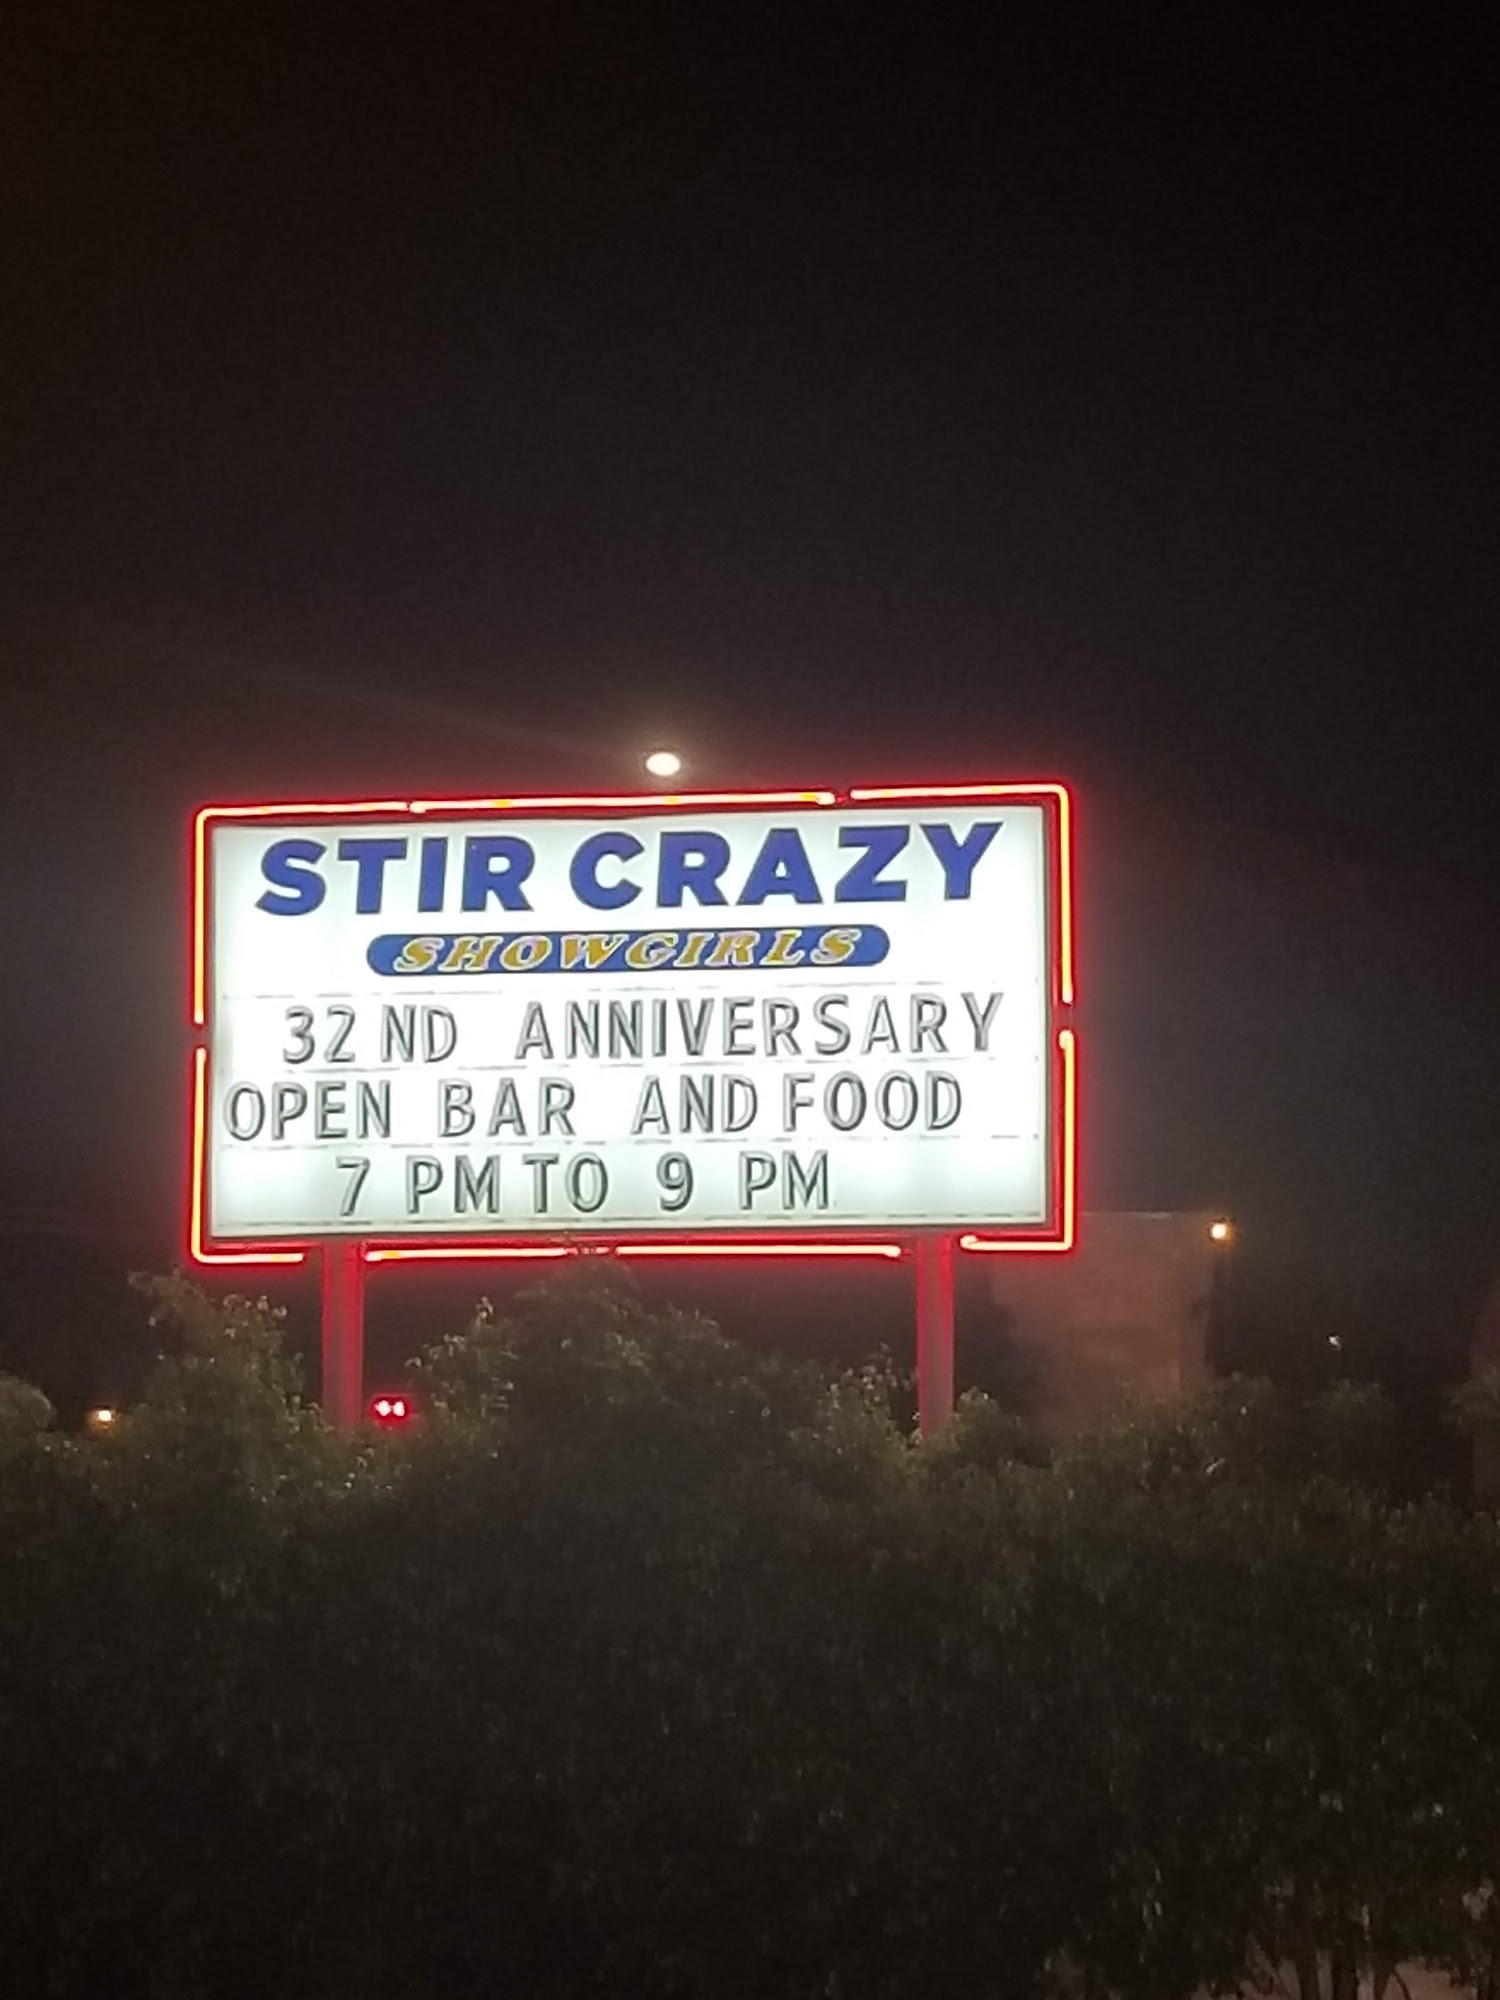 STIR CRAZY
SHOWGIRLS
32ND ANNIVERSARY
OPEN BAR AND FOOD
7 PM TO 9 PM